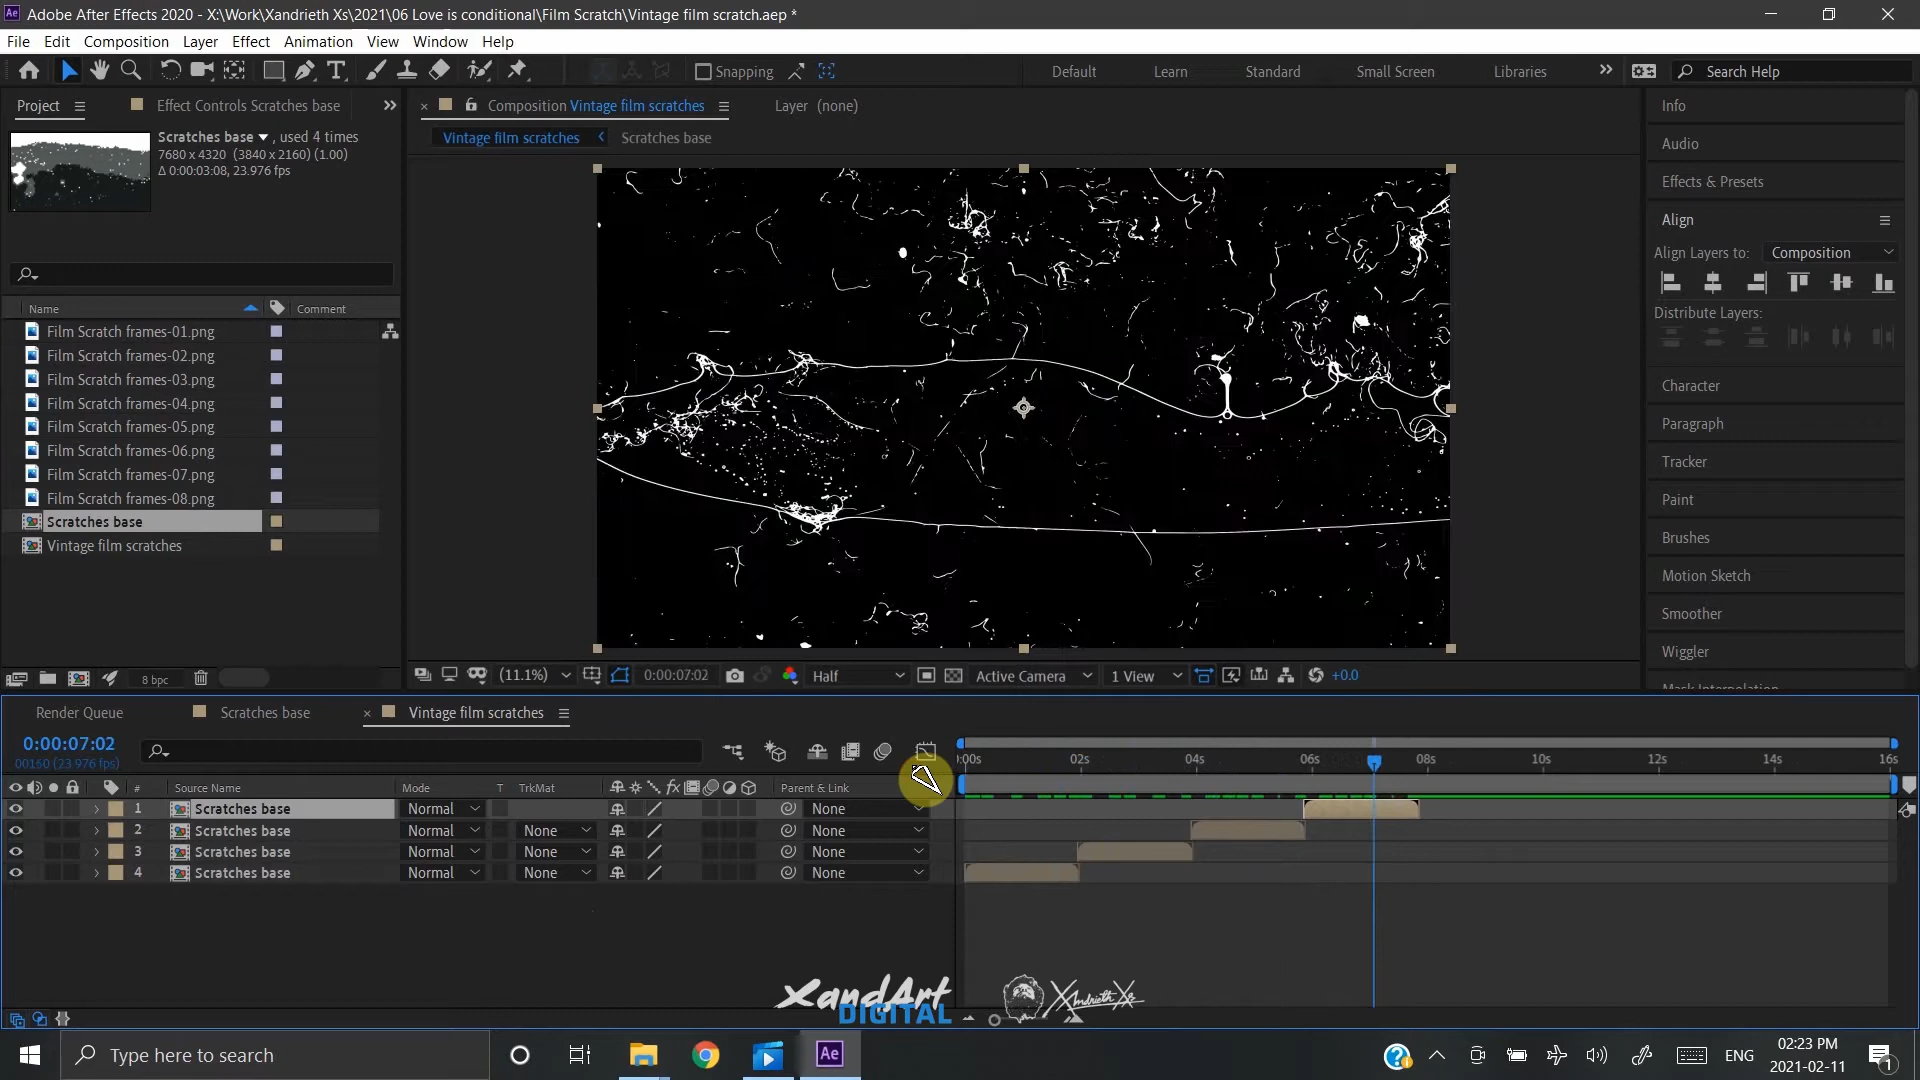 Adobe After Effects 2020 - X:\Work\Xandrieth Xs\2021\06 Love is conditional\Film Scratch\Vintage film scratch.aep *
File Edit Composition Layer Effect Animation View Window Help
Snapping Default Learn Standard Small Screen Libraries Search Help
Project Effect Controls Scratches base Composition Vintage film scratches Layer (none) Info
Scratches base , used 4 times
7680 x 4320 (3840 x 2160) (1.00)
Δ 0:00:03:08, 23.976 fps
Vintage film scratches Scratches base
Audio
Effects & Presets
Align
Align Layers to: Composition
Distribute Layers:
Character
Paragraph
Tracker
Paint
Brushes
Motion Sketch
Smoother
Wiggler
Mask Interpolation
Name Comment
Film Scratch frames-01.png
Film Scratch frames-02.png
Film Scratch frames-03.png
Film Scratch frames-04.png
Film Scratch frames-05.png
Film Scratch frames-06.png
Film Scratch frames-07.png
Film Scratch frames-08.png
Scratches base
Vintage film scratches
8 bpc (11.1%) 0:00:07:02 Half Active Camera 1 View +0.0
Render Queue Scratches base Vintage film scratches
0:00:07:02
00160 (23.976 fps)
:00s 02s 04s 06s 08s 10s 12s 14s 16s
# Source Name Mode T TrkMat fx Parent & Link
1 Scratches base Normal None
2 Scratches base Normal None None
3 Scratches base Normal None None
4 Scratches base Normal None None
XandArt
DIGITAL
Xandrieth Xs
Type here to search Ae ENG 02:23 PM
2021-02-11
1